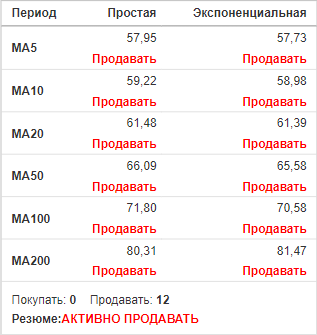 Период Простая Экспоненциальная
57,95 57,73
MA5
Продавать Продавать
59,22 58,98
MA10
Продавать Продавать
61,48 61,39
MA20
Продавать Продавать
66,09 65,58
MA50
Продавать Продавать
71,80 70,58
MA100
Продавать Продавать
80,31 81,47
MA200
Продавать Продавать
Покупать: 0 Продавать: 12
Резюме:АКТИВНО ПРОДАВАТЬ